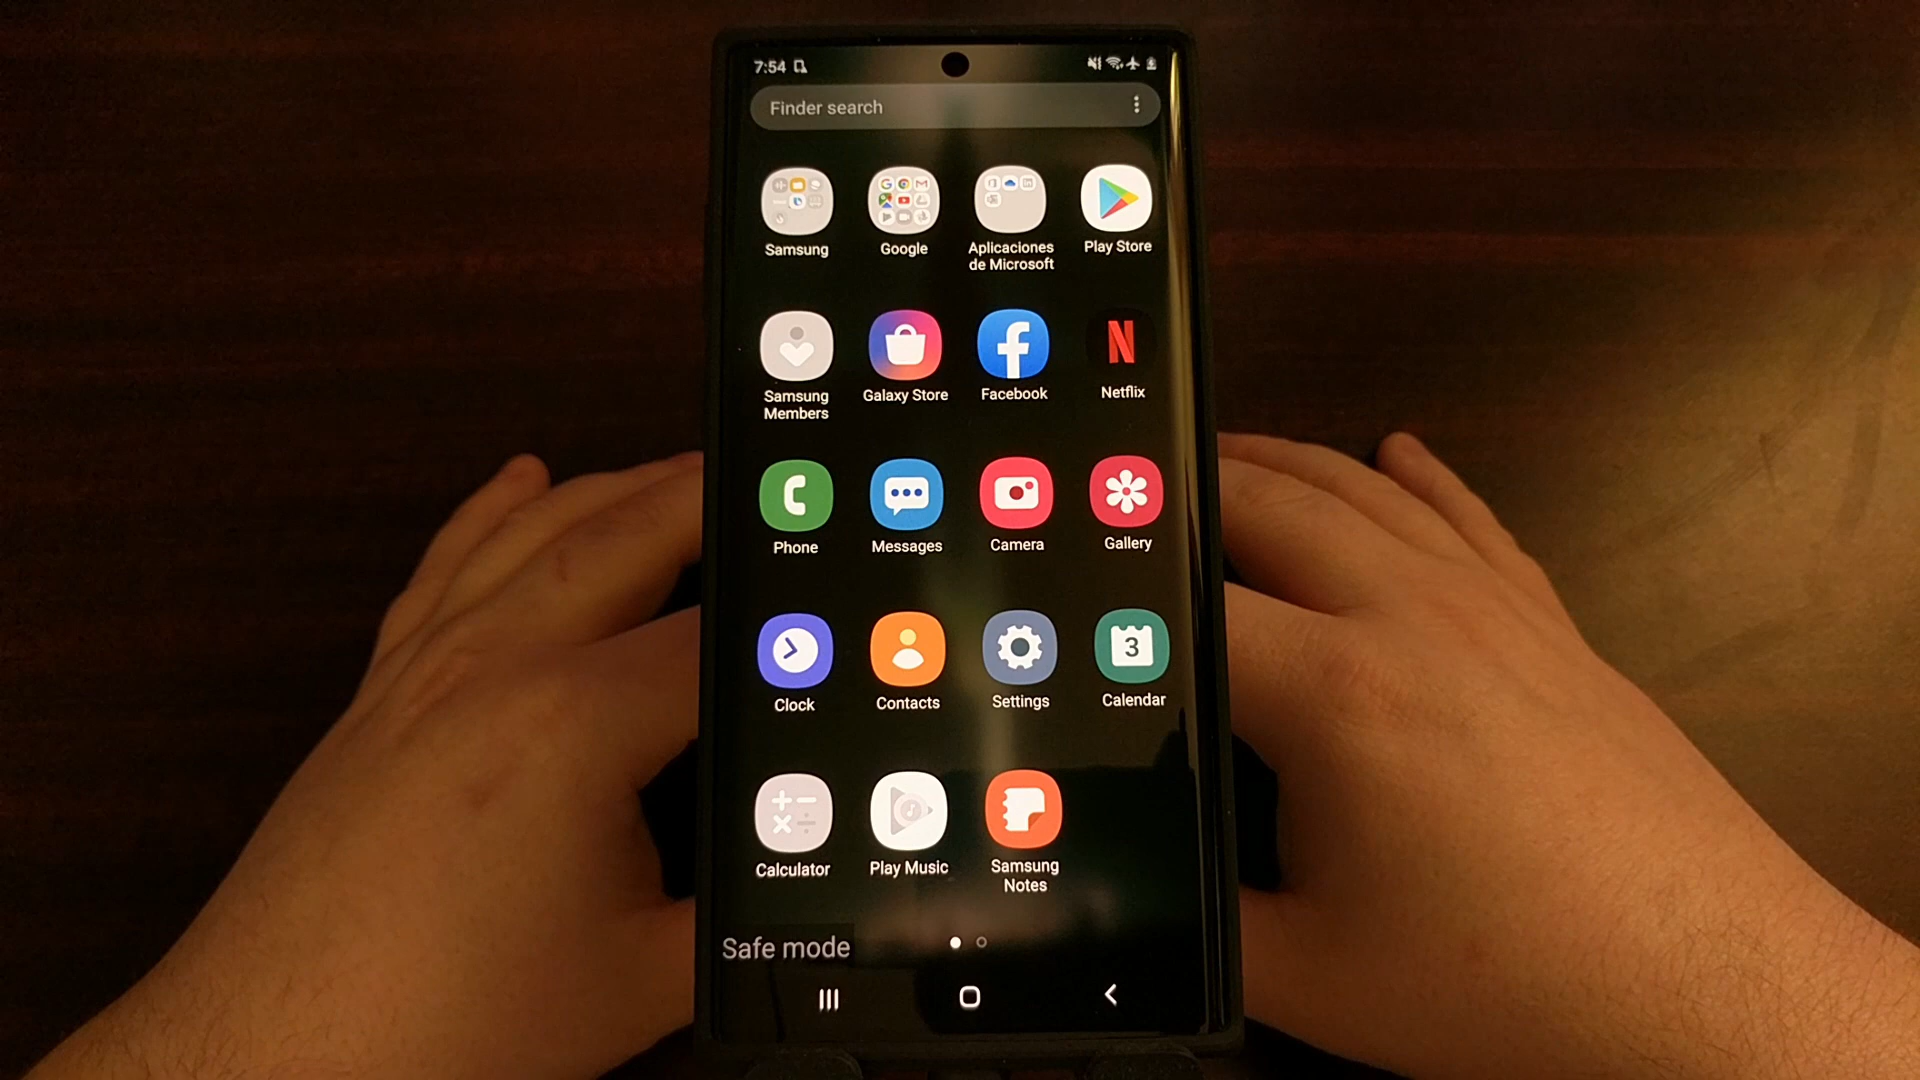 7:54
Finder search
Samsung
Google
Aplicaciones
de Microsoft
Play Store
Samsung
Members
Galaxy Store
Facebook
N
Netflix
Phone
Messages
Camera
Gallery
Clock
Contacts
Settings
3
Calendar
Calculator
Play Music
Samsung
Notes
Safe mode